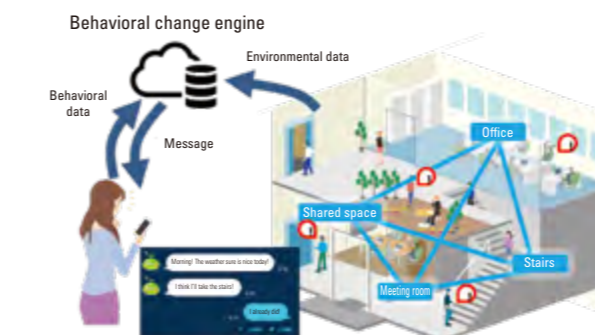 Behavioral change engine
Environmental data
Behavioral
data
Message
Office
Shared space
Stairs
Meeting room
Morning! The weather sure is nice today!
I think I'll take the stairs!
I already did!